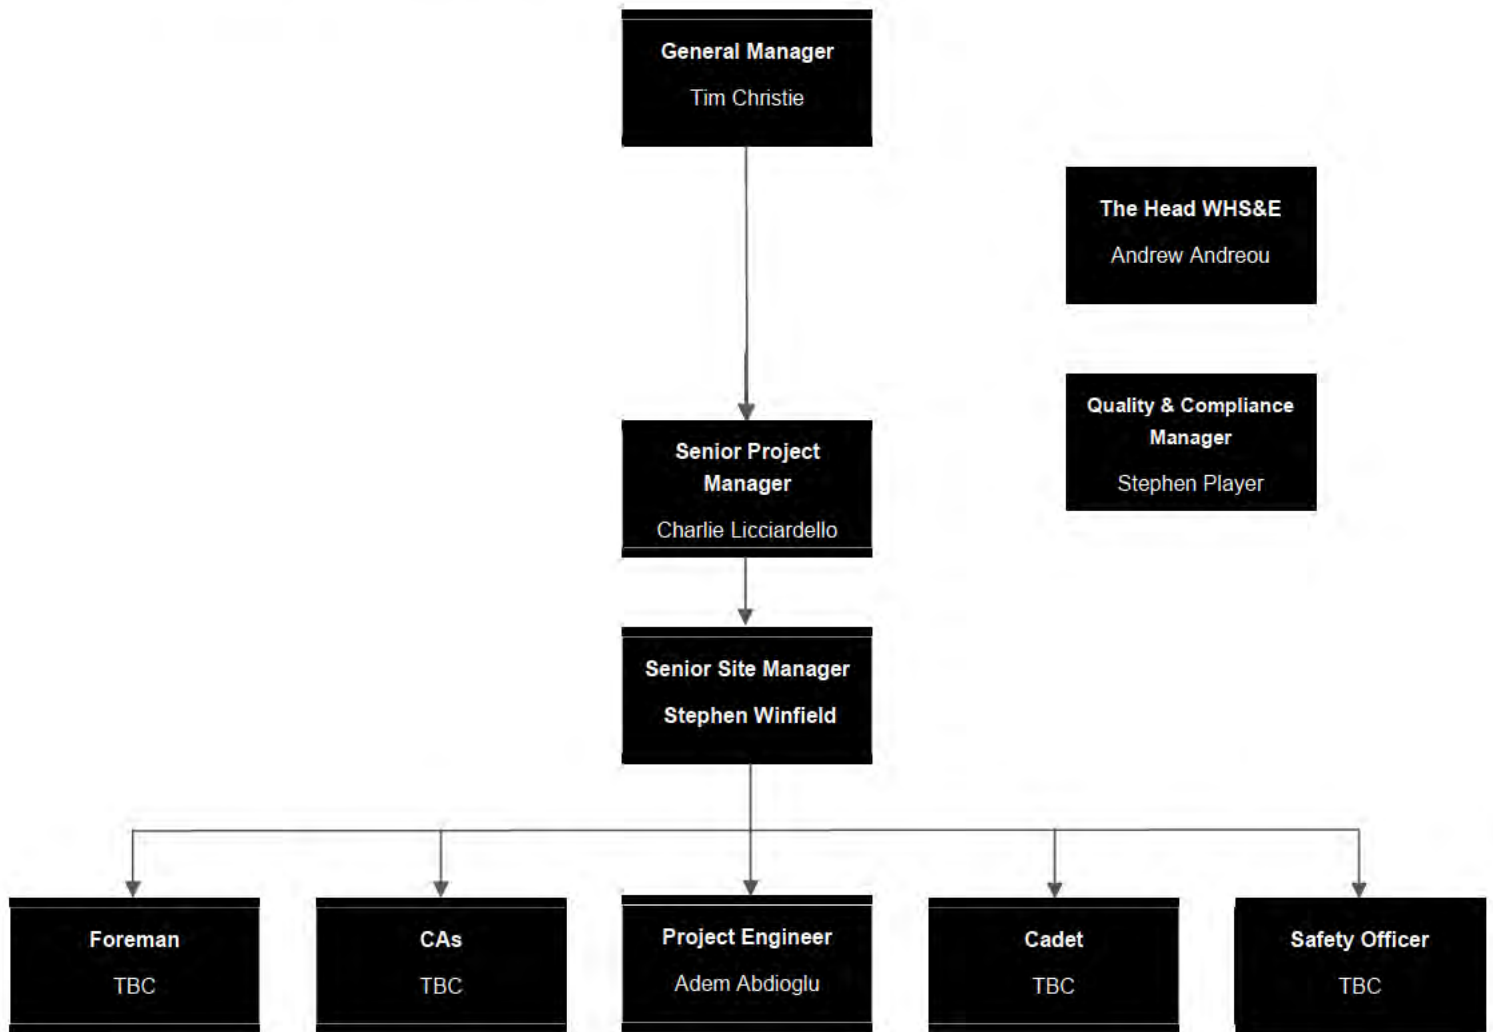 General Manager
Tim Christie
The Head WHS&E
Andrew Andreou
Quality & Compliance
Manager
Stephen Player
Senior Project
Manager
Charlie Licciardello
Senior Site Manager
Stephen Winfield
Foreman
TBC
CAs
TBC
Project Engineer
Adem Abdioglu
Cadet
TBC
Safety Officer
TBC